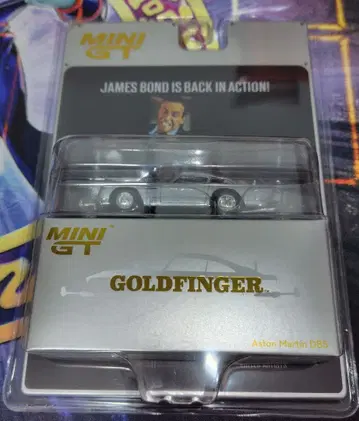 MINI
GT
JAMES BOND IS BACK IN ACTION!
MINI
GT
GOLDFINGER
Aston Martin DB5